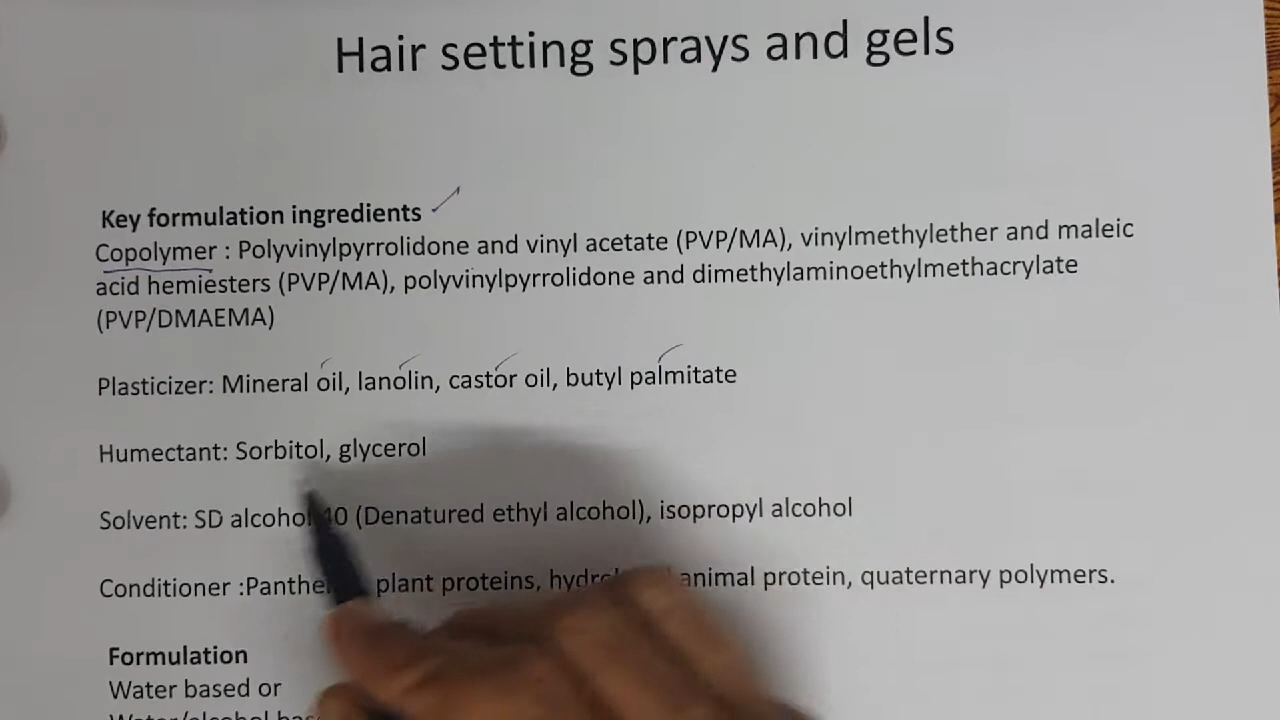 Hair setting sprays and gels
Key formulation ingredients
Copolymer : Polyvinylpyrrolidone and vinyl acetate (PVP/MA), vinylmethylether and maleic
acid hemiesters (PVP/MA), polyvinylpyrrolidone and dimethylaminoethylmethacrylate
(PVP/DMAEMA)
Plasticizer: Mineral oil, lanolin, castor oil, butyl palmitate
Humectant: Sorbitol, glycerol
Solvent: SD alcohol 40 (Denatured ethyl alcohol), isopropyl alcohol
Conditioner : plant proteins, animal protein, quaternary polymers.
Formulation
Water based or
Water/alcohol